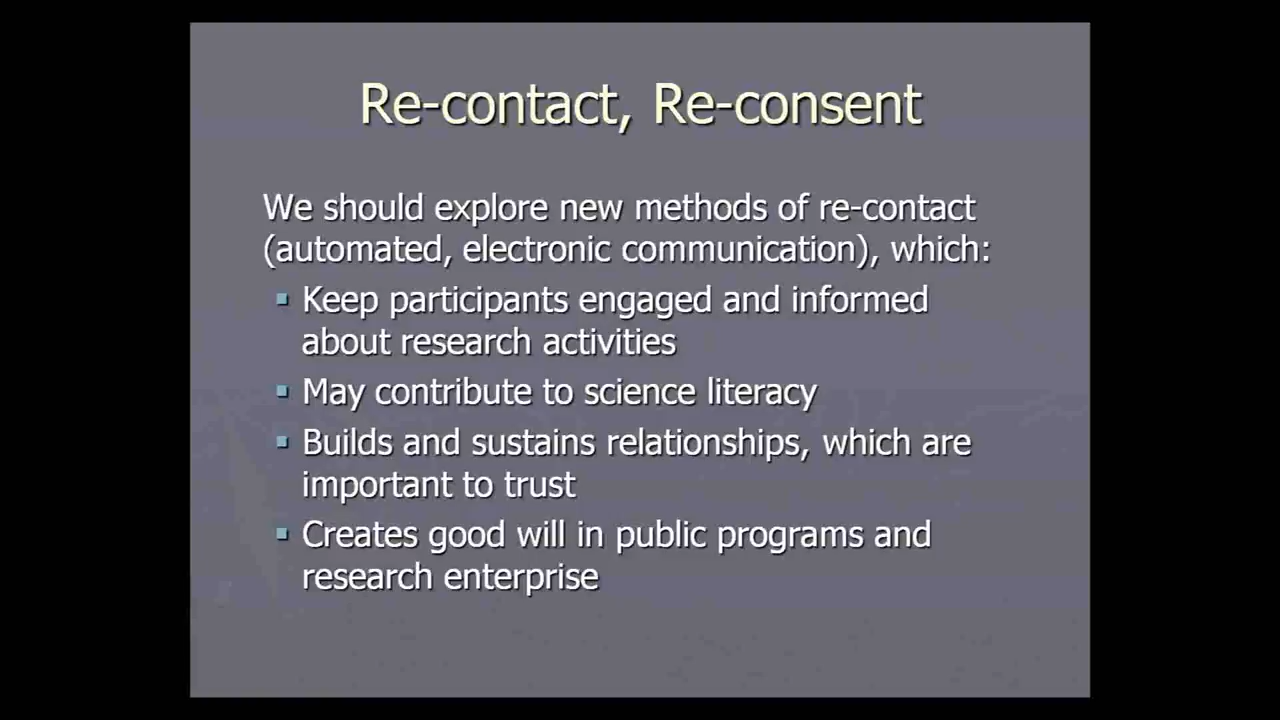 Re-contact, Re-consent
We should explore new methods of re-contact
(automated, electronic communication), which:
▪ Keep participants engaged and informed
about research activities
▪ May contribute to science literacy
▪ Builds and sustains relationships, which are
important to trust
▪ Creates good will in public programs and
research enterprise